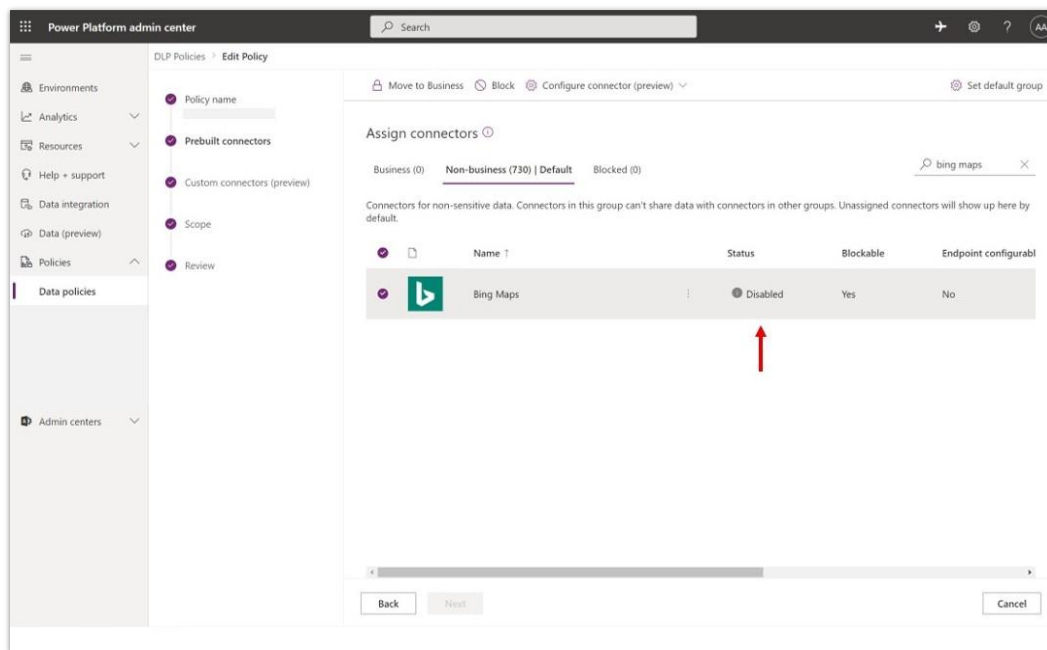 Power Platform admin center
Search
?
AA
DLP Policies > Edit Policy
Environments
Analytics
Resources
Help + support
Data integration
Data (preview)
Policies
Data policies
Admin centers
Policy name
Prebuilt connectors
Custom connectors (preview)
Scope
Review
Move to Business Block Configure connector (preview) Set default group
Assign connectors
Business (0) Non-business (730) | Default Blocked (0) bing maps
Connectors for non-sensitive data. Connectors in this group can't share data with connectors in other groups. Unassigned connectors will show up here by
default.
Name ↑ Status Blockable Endpoint configurabl
Bing Maps Disabled Yes No
Back Next Cancel